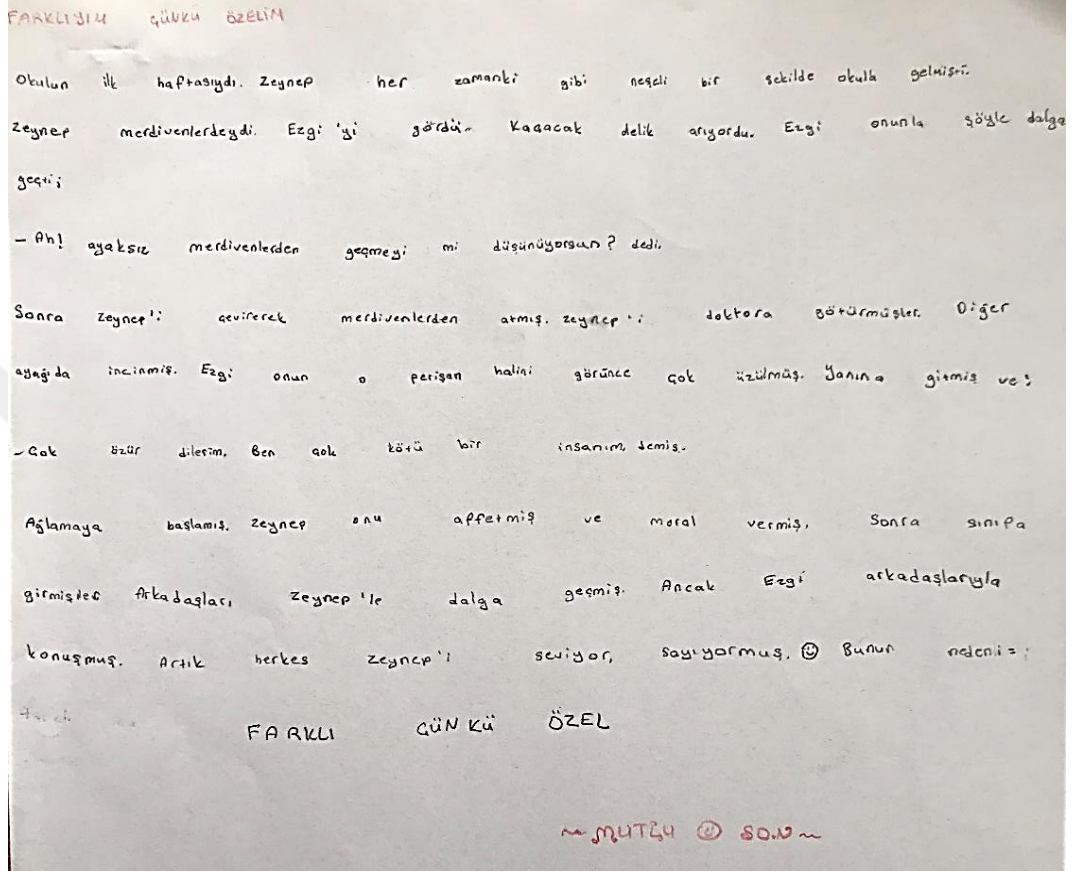 FARKLIYIM ÇÜNKÜ ÖZELİM
Okulun ilk haftasıydı. Zeynep her zamanki gibi neşeli bir şekilde okula gelmişti.
Zeynep merdivenlerdeydi. Ezgi 'yi gördü. Kaçacak delik arıyordu. Ezgi onunla şöyle dalga
geçti;
- Ah! ayaksız merdivenlerden geçmeyi mi düşünüyorsun? dedi.
Sonra Zeynep'i çevirerek merdivenlerden atmış. Zeynep 'i doktora götürmüşler. Diğer
ayağı da incinmiş. Ezgi onun o perişan halini görünce çok üzülmüş. Yanına gitmiş ve:
- Çok özür dilerim. Ben çok kötü bir insanım, demiş.
Ağlamaya başlamış. Zeynep onu affetmiş ve moral vermiş. Sonra sınıfa
girmişler Arkadaşları, Zeynep 'le dalga geçmiş. Ancak Ezgi arkadaşlarıyla
konuşmuş. Artık herkes Zeynep'i seviyor, sayıyormuş. ☺ Bunun nedeni = ;
FARKLI ÇÜNKÜ ÖZEL
~ MUTLU ☺ SON ~